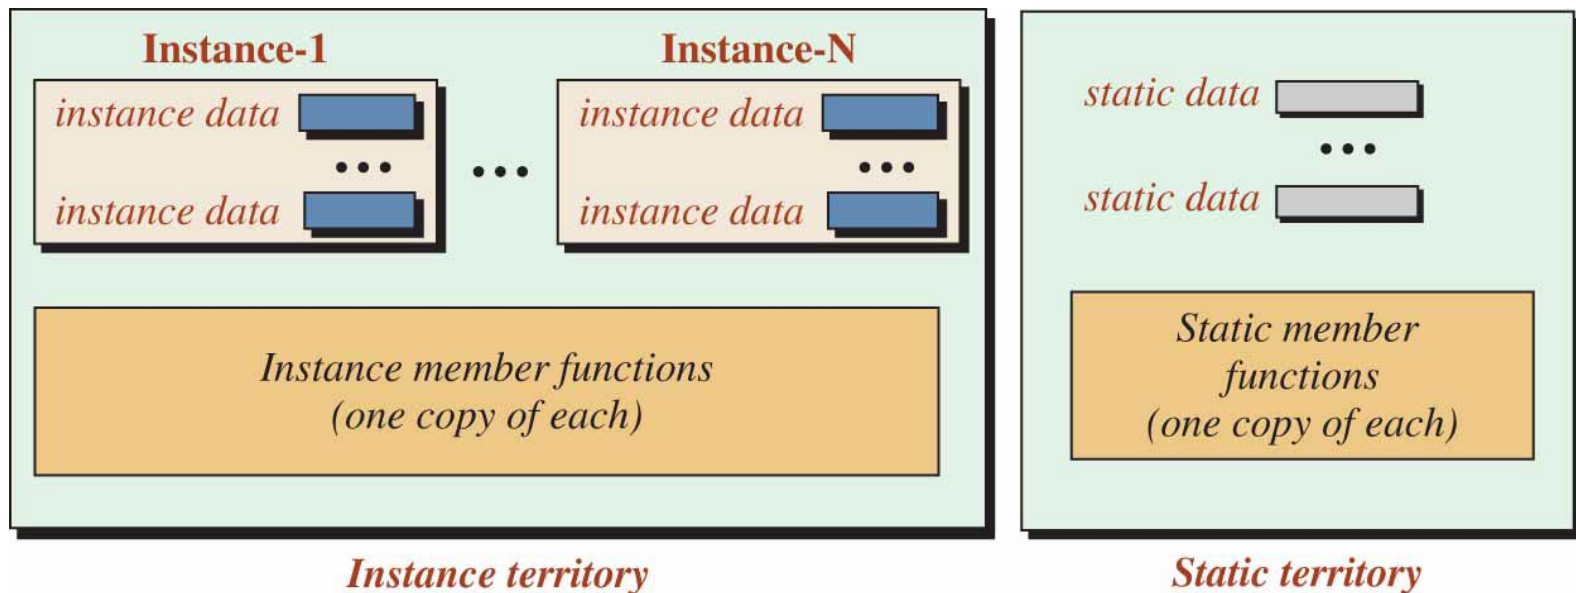 Instance-1
instance data
instance data
Instance-N
instance data
instance data
Instance member functions
(one copy of each)
Instance territory
static data
static data
Static member
functions
(one copy of each)
Static territory